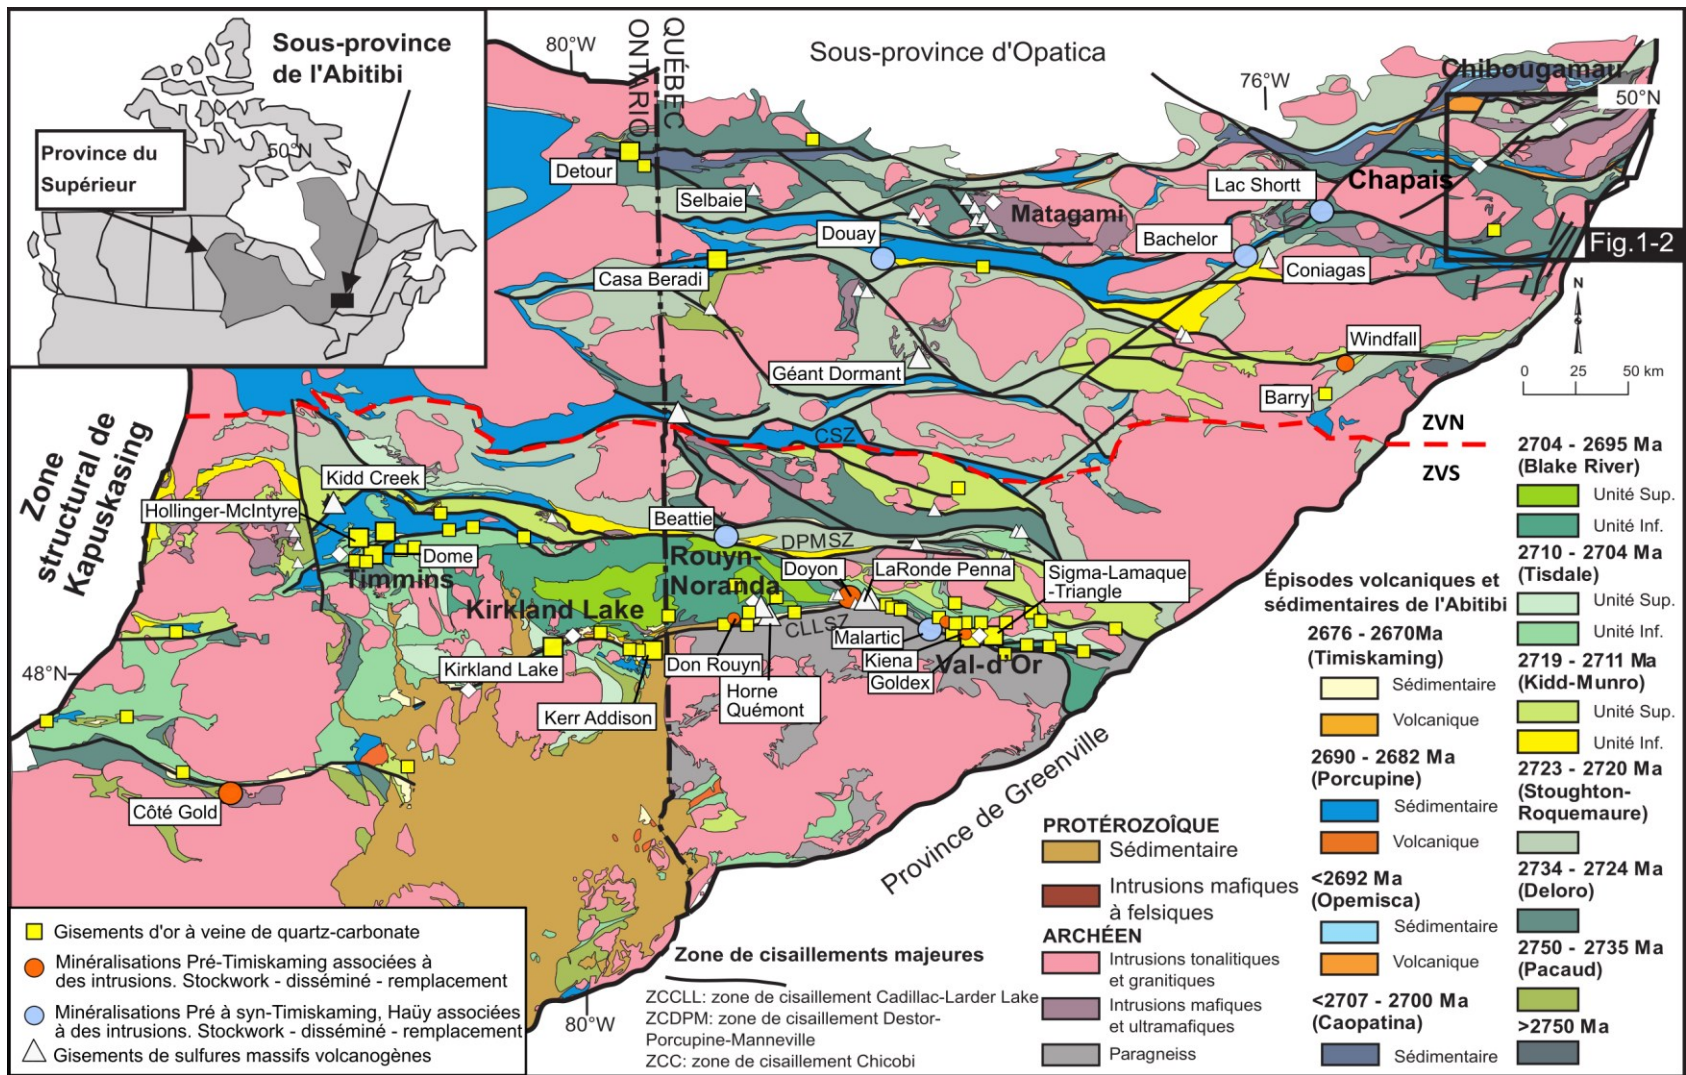 Sous-province
de l'Abitibi
50°N
Province du
Supérieur
80°W
ONTARIO
QUÉBEC
Sous-province d'Opatica
76°W
Chibougamau
50°N
Detour
Selbaie
Matagami
Lac Shortt
Chapais
Douay
Bachelor
Fig.1-2
Casa Beradi
Coniagas
N
Windfall
Géant Dormant
0 25 50 km
Barry
Zone
structural de
Kapuskasing
CSZ
ZVN
ZVS
Kidd Creek
Hollinger-McIntyre
Beattie
DPMSZ
Dome
Timmins
Rouyn-
Noranda
Doyon
LaRonde Penna
Sigma-Lamaque
-Triangle
Kirkland Lake
CLLSZ
Malartic
48°N
Kirkland Lake
Don Rouyn
Kiena
Val-d'Or
Goldex
Horne
Quémont
Kerr Addison
Côté Gold
Province de Greenville
80°W
Gisements d'or à veine de quartz-carbonate
Minéralisations Pré-Timiskaming associées à
des intrusions. Stockwork - disséminé - remplacement
Minéralisations Pré à syn-Timiskaming, Haüy associées
à des intrusions. Stockwork - disséminé - remplacement
Gisements de sulfures massifs volcanogènes
Zone de cisaillements majeures
ZCCLL: zone de cisaillement Cadillac-Larder Lake
ZCDPM: zone de cisaillement Destor-
Porcupine-Manneville
ZCC: zone de cisaillement Chicobi
PROTÉROZOÎQUE
Sédimentaire
Intrusions mafiques
à felsiques
ARCHÉEN
Intrusions tonalitiques
et granitiques
Intrusions mafiques
et ultramafiques
Paragneiss
Épisodes volcaniques et
sédimentaires de l'Abitibi
2676 - 2670Ma
(Timiskaming)
Sédimentaire
Volcanique
2690 - 2682 Ma
(Porcupine)
Sédimentaire
Volcanique
<2692 Ma
(Opemisca)
Sédimentaire
Volcanique
<2707 - 2700 Ma
(Caopatina)
Sédimentaire
2704 - 2695 Ma
(Blake River)
Unité Sup.
Unité Inf.
2710 - 2704 Ma
(Tisdale)
Unité Sup.
Unité Inf.
2719 - 2711 Ma
(Kidd-Munro)
Unité Sup.
Unité Inf.
2723 - 2720 Ma
(Stoughton-
Roquemaure)
2734 - 2724 Ma
(Deloro)
2750 - 2735 Ma
(Pacaud)
>2750 Ma